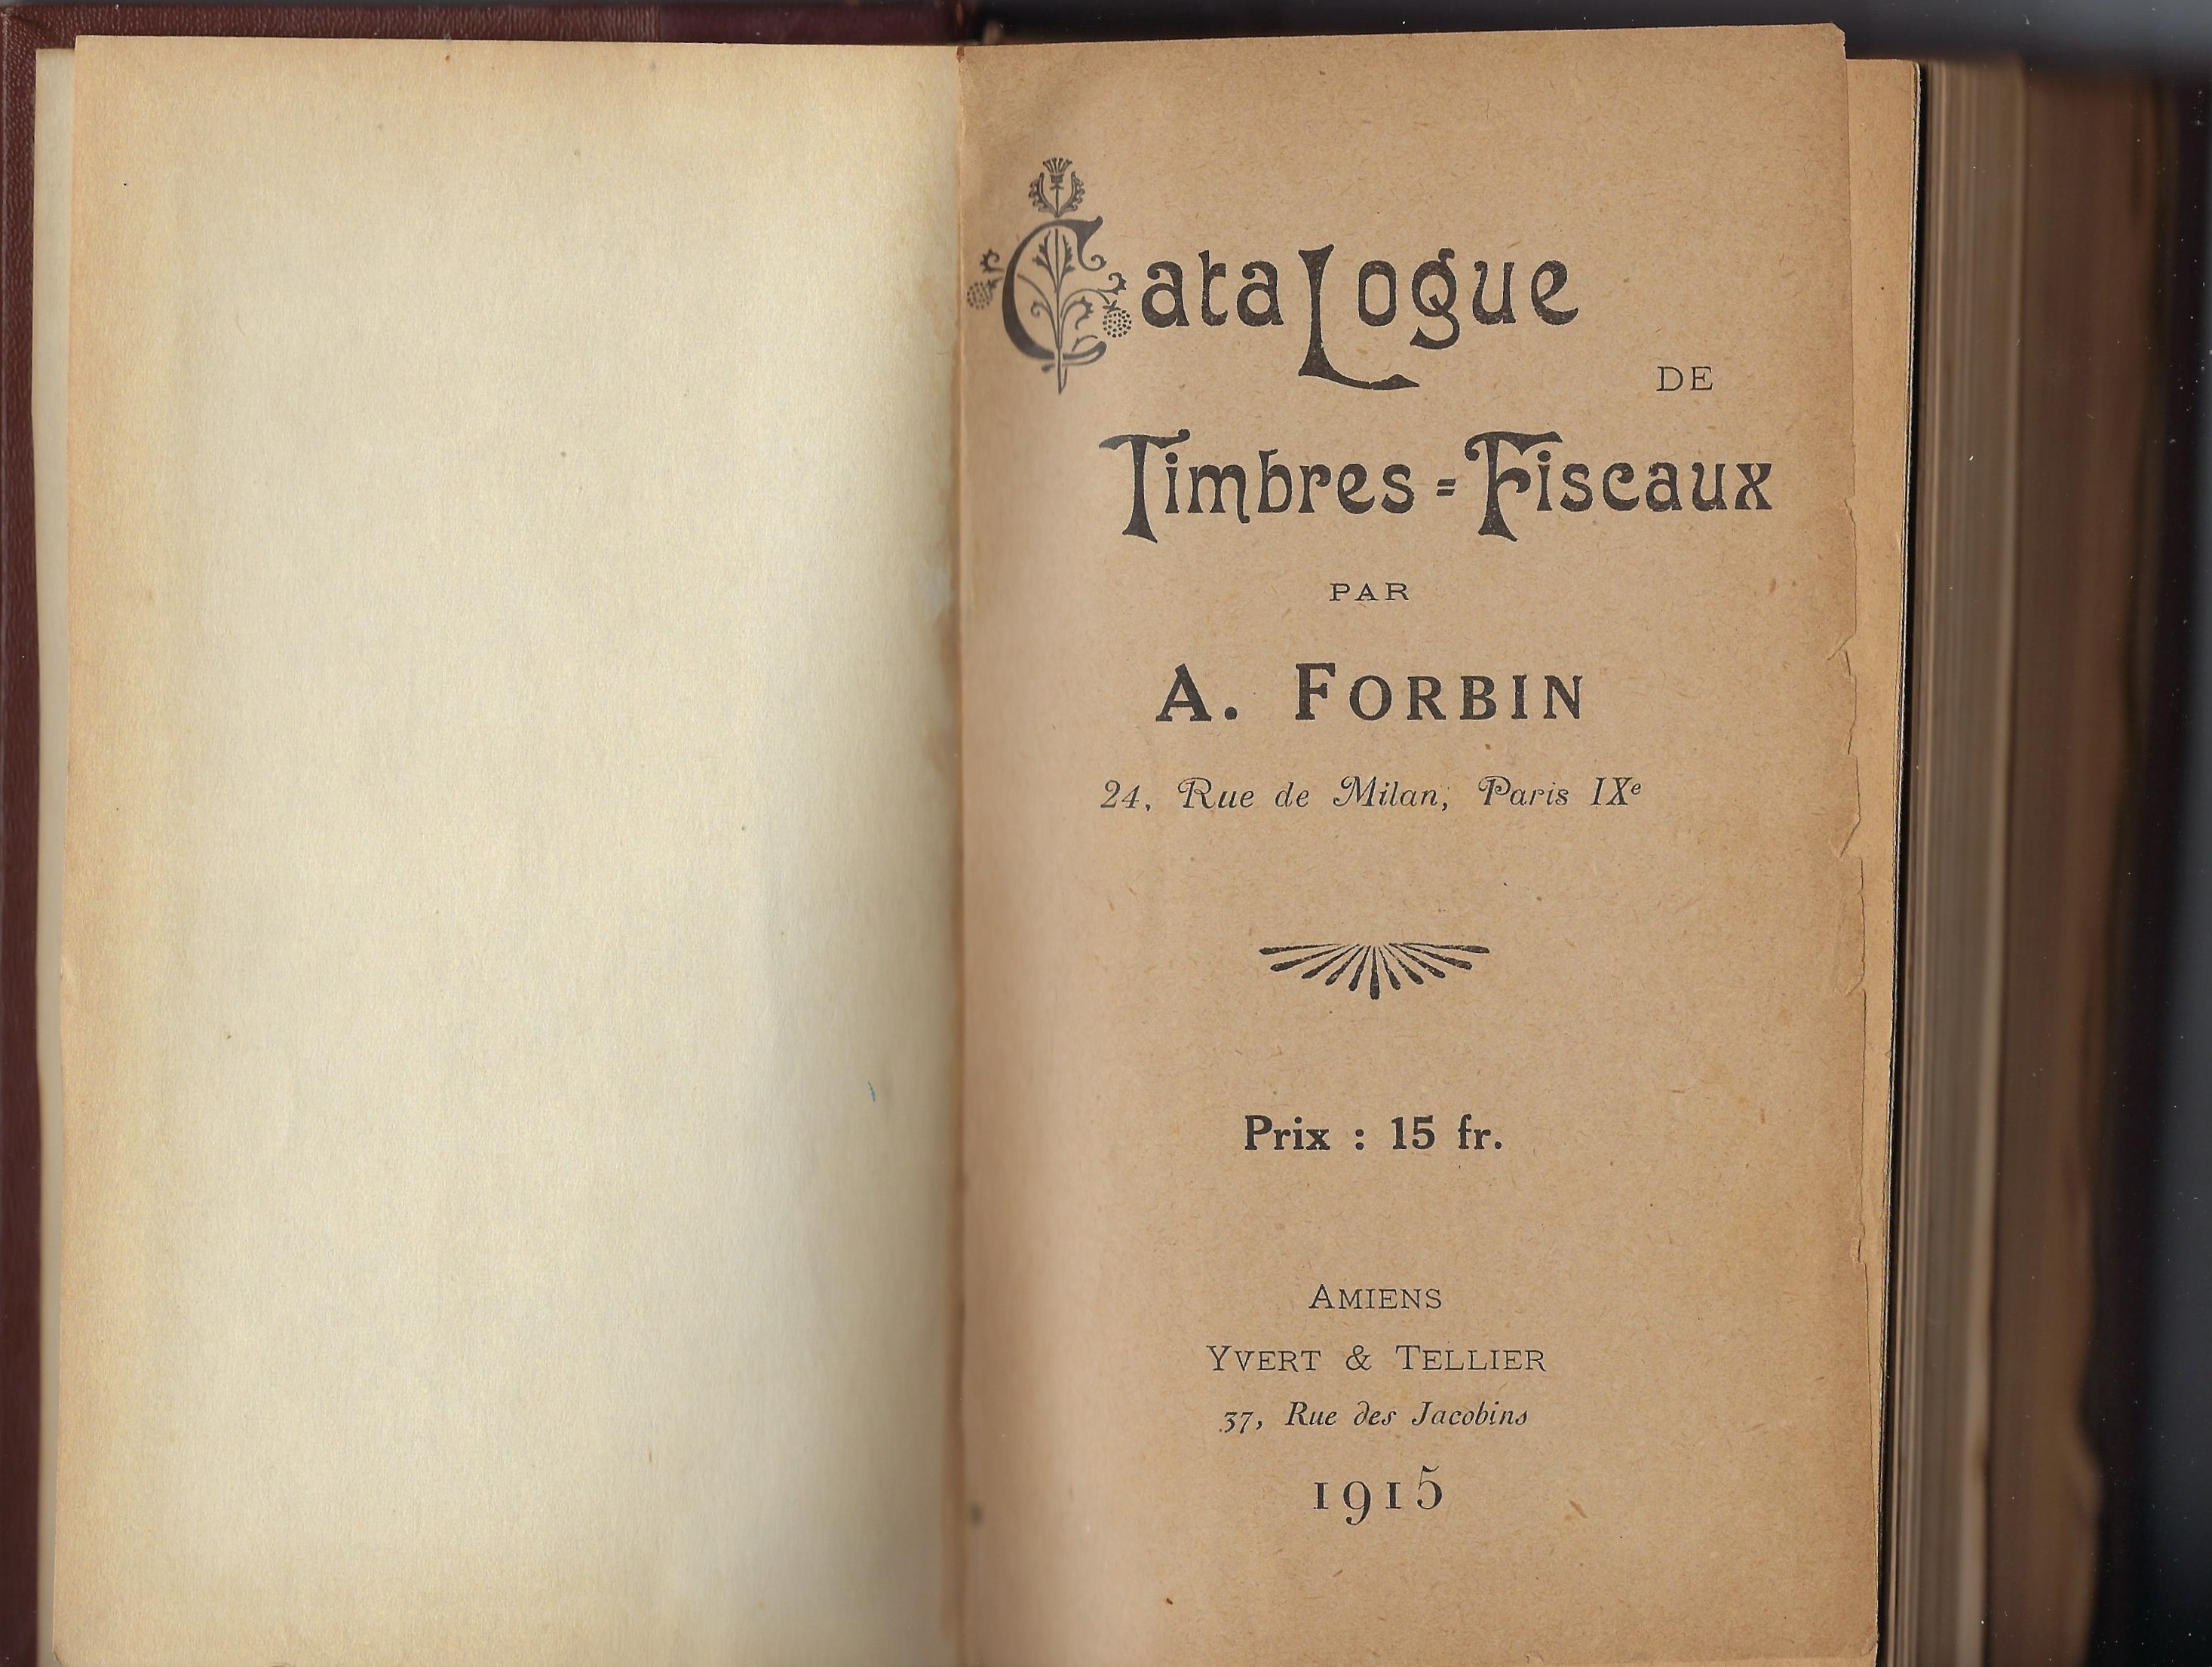 Catalogue
DE
Timbres=Fiscaux
PAR
A. FORBIN
24, Rue de Milan, Paris IXe
Prix : 15 fr.
AMIENS
YVERT & TELLIER
37, Rue des Jacobins
1915